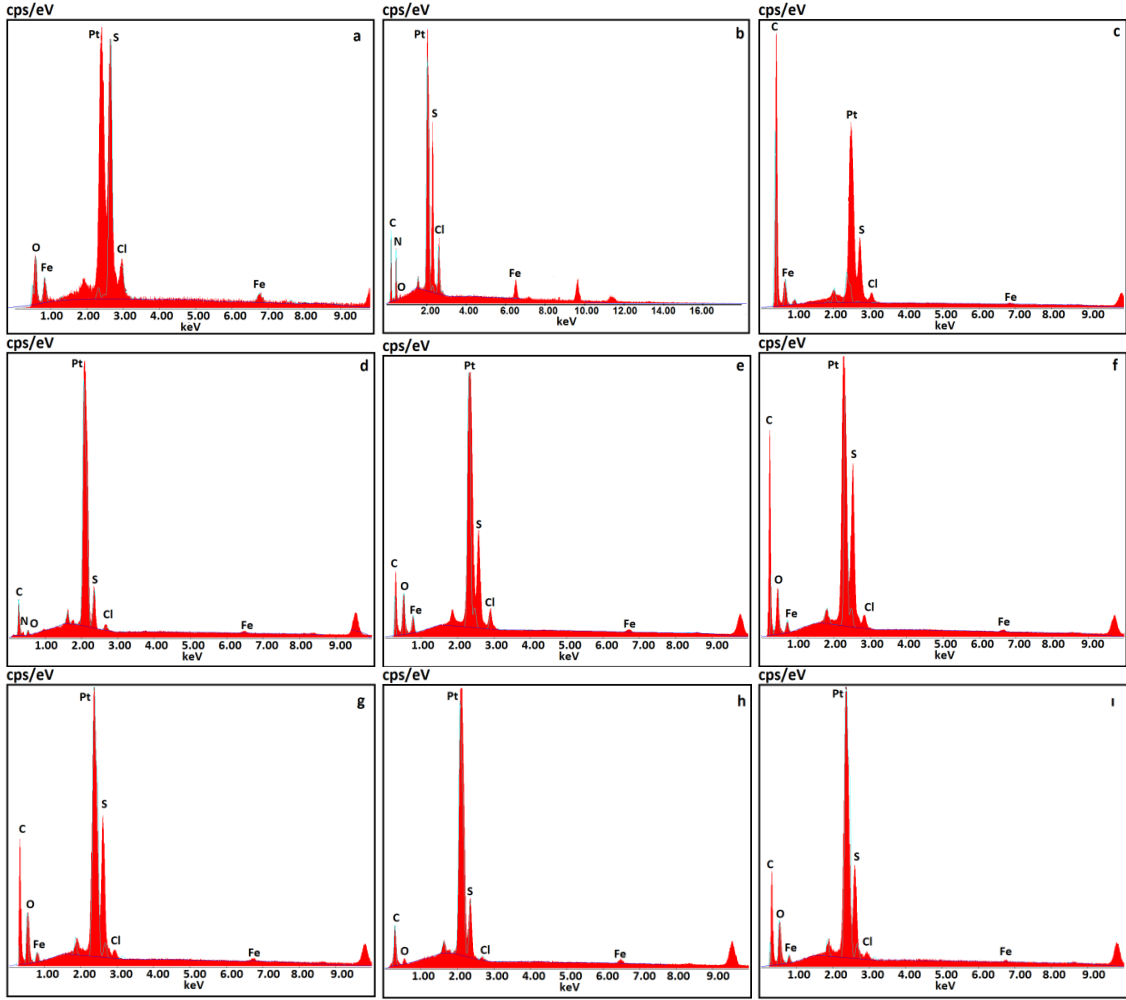 cps/eV
a
Pt
S
O
Fe
Cl
Fe
1.00 2.00 3.00 4.00 5.00 6.00 7.00 8.00 9.00
keV
cps/eV
b
Pt
S
C
N
Cl
O
Fe
2.00 4.00 6.00 8.00 10.00 12.00 14.00 16.00
keV
cps/eV
c
C
Pt
S
Fe
Cl
Fe
1.00 2.00 3.00 4.00 5.00 6.00 7.00 8.00 9.00
keV
cps/eV
d
Pt
S
C
N
O
Cl
Fe
1.00 2.00 3.00 4.00 5.00 6.00 7.00 8.00 9.00
keV
cps/eV
e
Pt
S
C
O
Fe
Cl
Fe
1.00 2.00 3.00 4.00 5.00 6.00 7.00 8.00 9.00
keV
cps/eV
f
Pt
C
S
O
Fe
Cl
Fe
1.00 2.00 3.00 4.00 5.00 6.00 7.00 8.00 9.00
keV
cps/eV
g
Pt
S
C
O
Fe
Cl
Fe
1.00 2.00 3.00 4.00 5.00 6.00 7.00 8.00 9.00
keV
cps/eV
h
Pt
S
C
O
Cl
Fe
1.00 2.00 3.00 4.00 5.00 6.00 7.00 8.00 9.00
keV
cps/eV
ı
Pt
S
C
O
Fe
Cl
Fe
1.00 2.00 3.00 4.00 5.00 6.00 7.00 8.00 9.00
keV